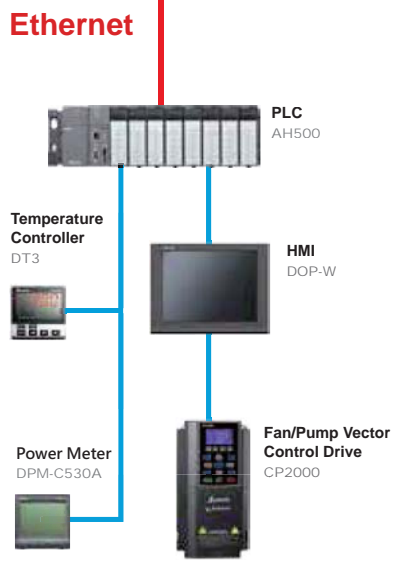 Ethernet
PLC
AH500
Temperature
Controller
DT3
HMI
DOP-W
Power Meter
DPM-C530A
Fan/Pump Vector
Control Drive
CP2000